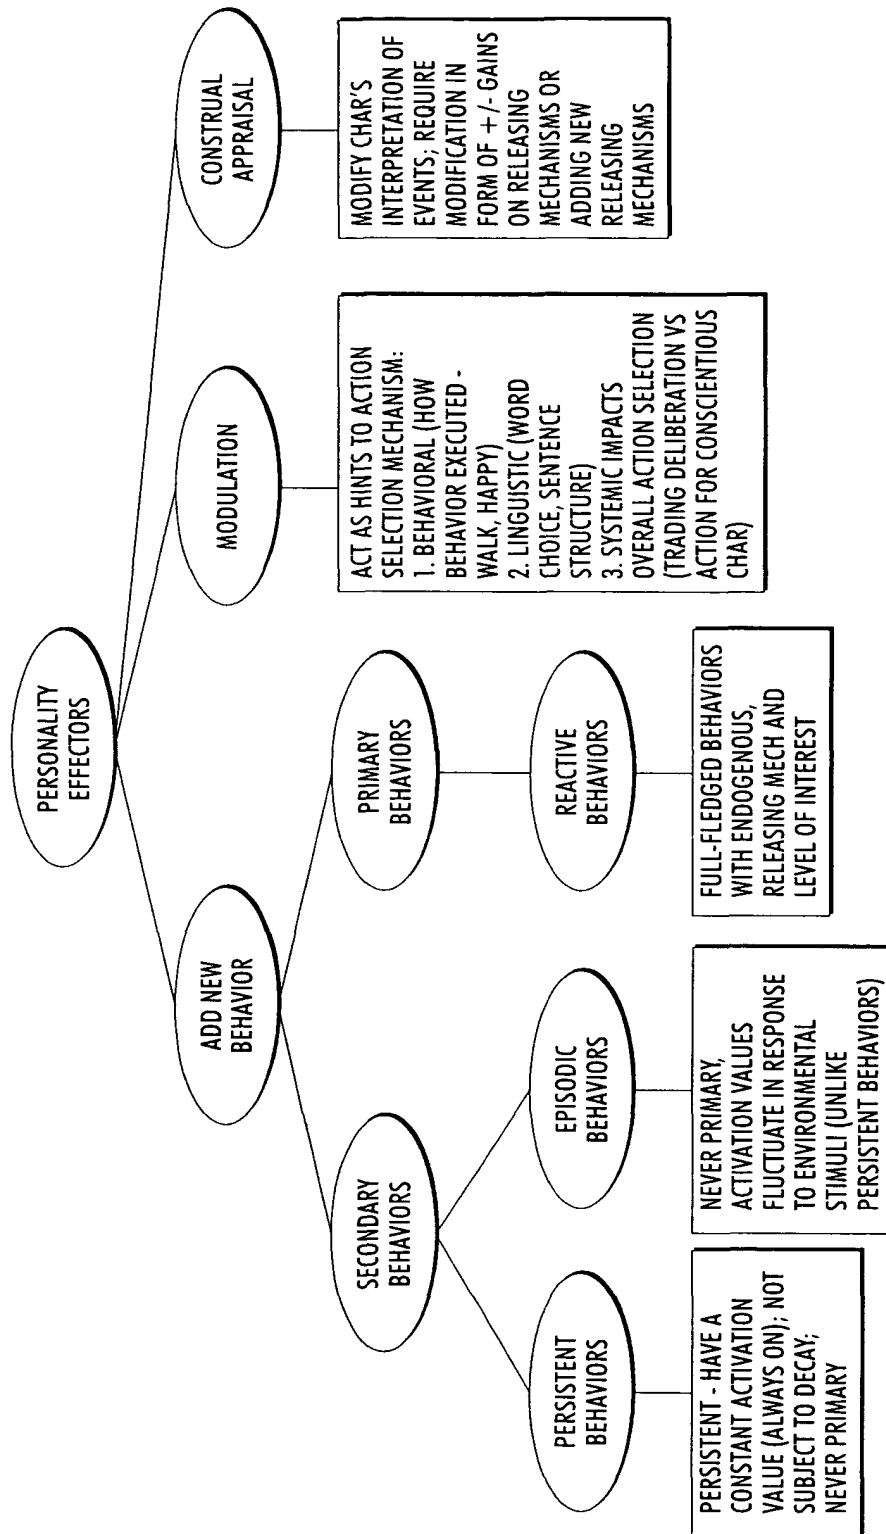 PERSONALITY
EFFECTORS
ADD NEW
BEHAVIOR
MODULATION
CONSTRUAL
APPRAISAL
SECONDARY
BEHAVIORS
PRIMARY
BEHAVIORS
ACT AS HINTS TO ACTION
SELECTION MECHANISM:
1. BEHAVIORAL (HOW
BEHAVIOR EXECUTED -
WALK, HAPPY)
2. LINGUISTIC (WORD
CHOICE, SENTENCE
STRUCTURE)
3. SYSTEMIC IMPACTS
OVERALL ACTION SELECTION
(TRADING DELIBERATION VS
ACTION FOR CONSCIENTIOUS
CHAR)
MODIFY CHAR'S
INTERPRETATION OF
EVENTS; REQUIRE
MODIFICATION IN
FORM OF +/- GAINS
ON RELEASING
MECHANISMS OR
ADDING NEW
RELEASING
MECHANISMS
PERSISTENT
BEHAVIORS
EPISODIC
BEHAVIORS
REACTIVE
BEHAVIORS
PERSISTENT - HAVE A
CONSTANT ACTIVATION
VALUE (ALWAYS ON); NOT
SUBJECT TO DECAY;
NEVER PRIMARY
NEVER PRIMARY,
ACTIVATION VALUES
FLUCTUATE IN RESPONSE
TO ENVIRONMENTAL
STIMULI (UNLIKE
PERSISTENT BEHAVIORS)
FULL-FLEDGED BEHAVIORS
WITH ENDOGENOUS,
RELEASING MECH AND
LEVEL OF INTEREST